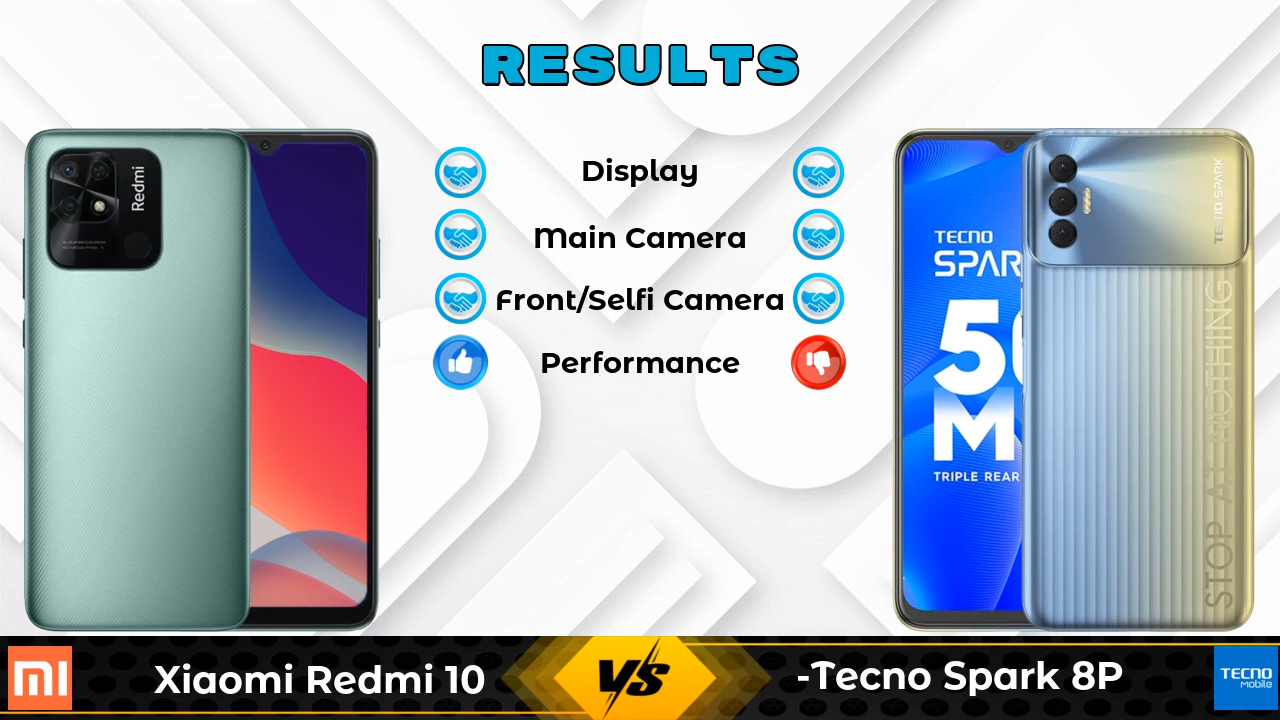 RESULTS
Display
Main Camera
Front/Selfi Camera
Performance
Redmi
TECNO
SPAR
50
M
TRIPLE REAR
TECNO SPARK
STOP AT NOTHING
mi
Xiaomi Redmi 10
VS
-Tecno Spark 8P
TECNO
mobile